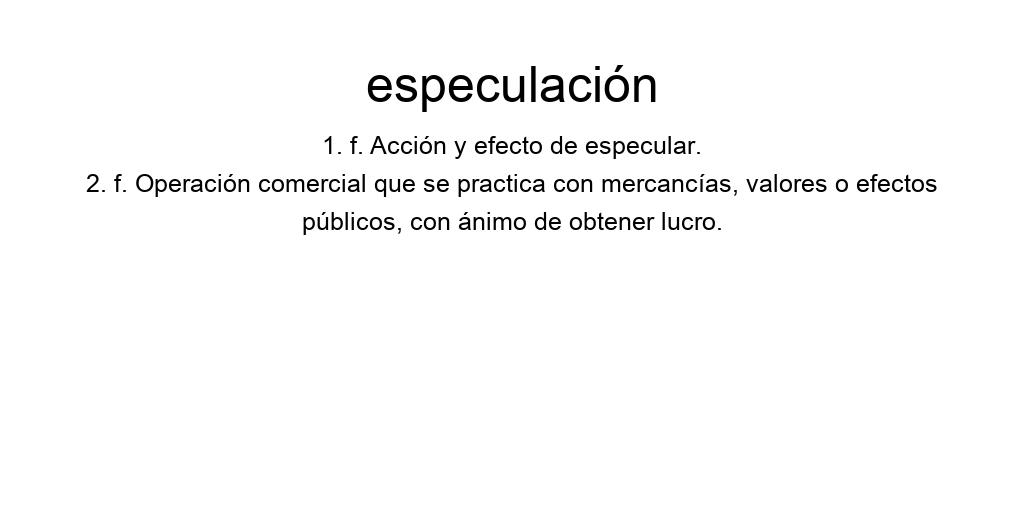 especulación
1. f. Acción y efecto de especular.
2. f. Operación comercial que se practica con mercancías, valores o efectos
públicos, con ánimo de obtener lucro.